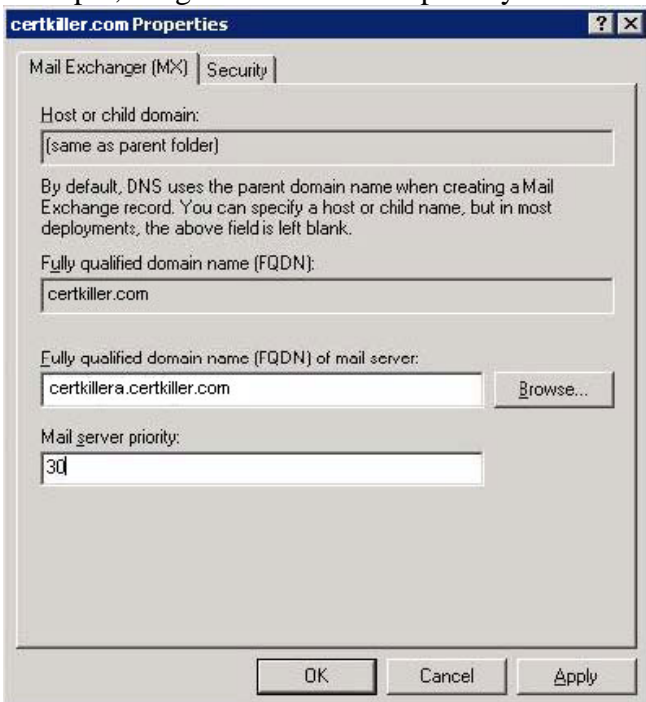 certkiller.com Properties
? X
Mail Exchanger (MX) Security
Host or child domain:
(same as parent folder)
By default, DNS uses the parent domain name when creating a Mail
Exchange record. You can specify a host or child name, but in most
deployments, the above field is left blank.
Fully qualified domain name (FQDN):
certkiller.com
Fully qualified domain name (FQDN) of mail server:
certkillera.certkiller.com Browse...
Mail server priority:
30
OK Cancel Apply